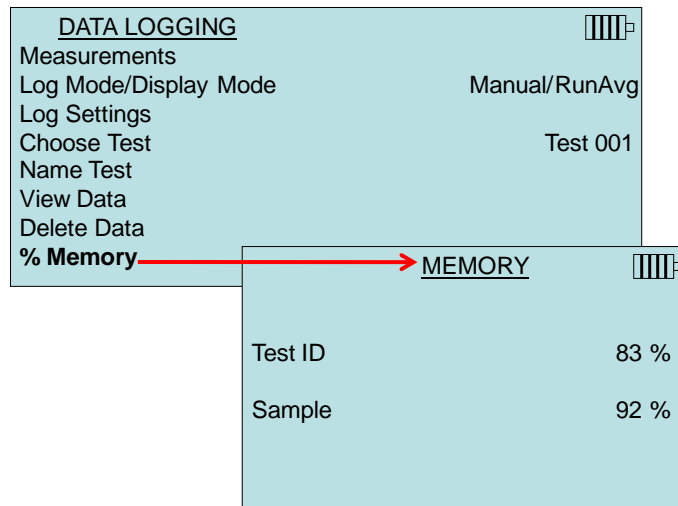 DATA LOGGING
Measurements
Log Mode/Display Mode Manual/RunAvg
Log Settings
Choose Test Test 001
Name Test
View Data
Delete Data
% Memory
MEMORY
Test ID 83 %
Sample 92 %